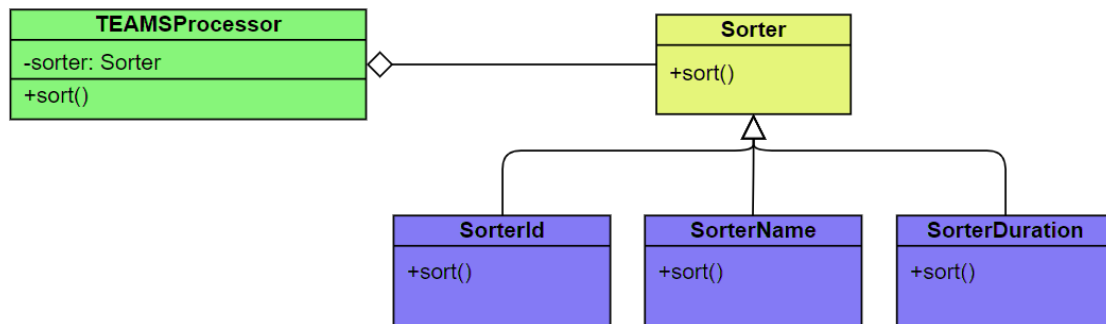 TEAMSProcessor
-sorter: Sorter
+sort()
Sorter
+sort()
SorterId
+sort()
SorterName
+sort()
SorterDuration
+sort()